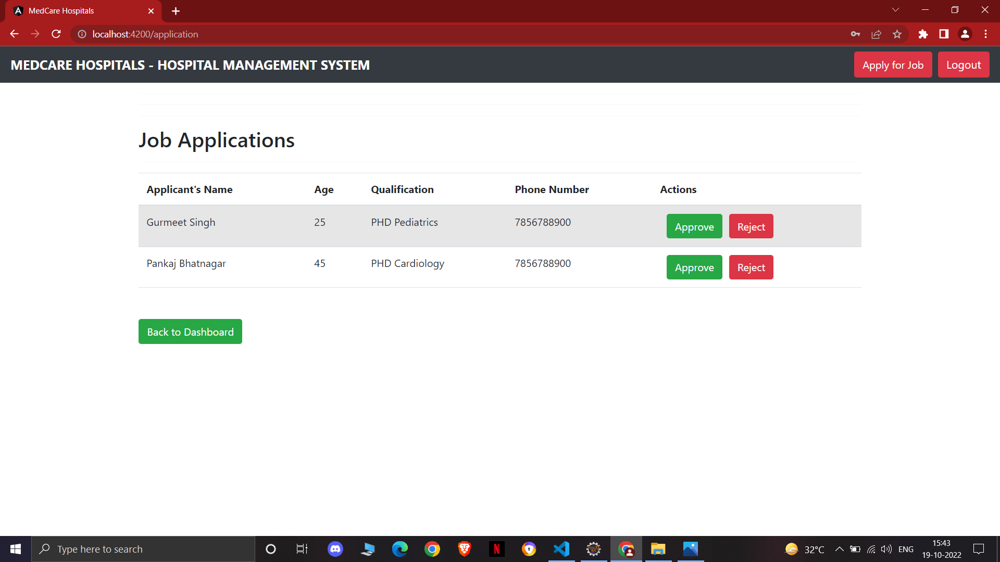 MedCare Hospitals
localhost:4200/application
MEDCARE HOSPITALS - HOSPITAL MANAGEMENT SYSTEM
Apply for Job
Logout
Job Applications
Applicant's Name Age Qualification Phone Number Actions
Gurmeet Singh 25 PHD Pediatrics 7856788900 Approve Reject
Pankaj Bhatnagar 45 PHD Cardiology 7856788900 Approve Reject
Back to Dashboard
Type here to search
32°C
ENG
15:43
19-10-2022